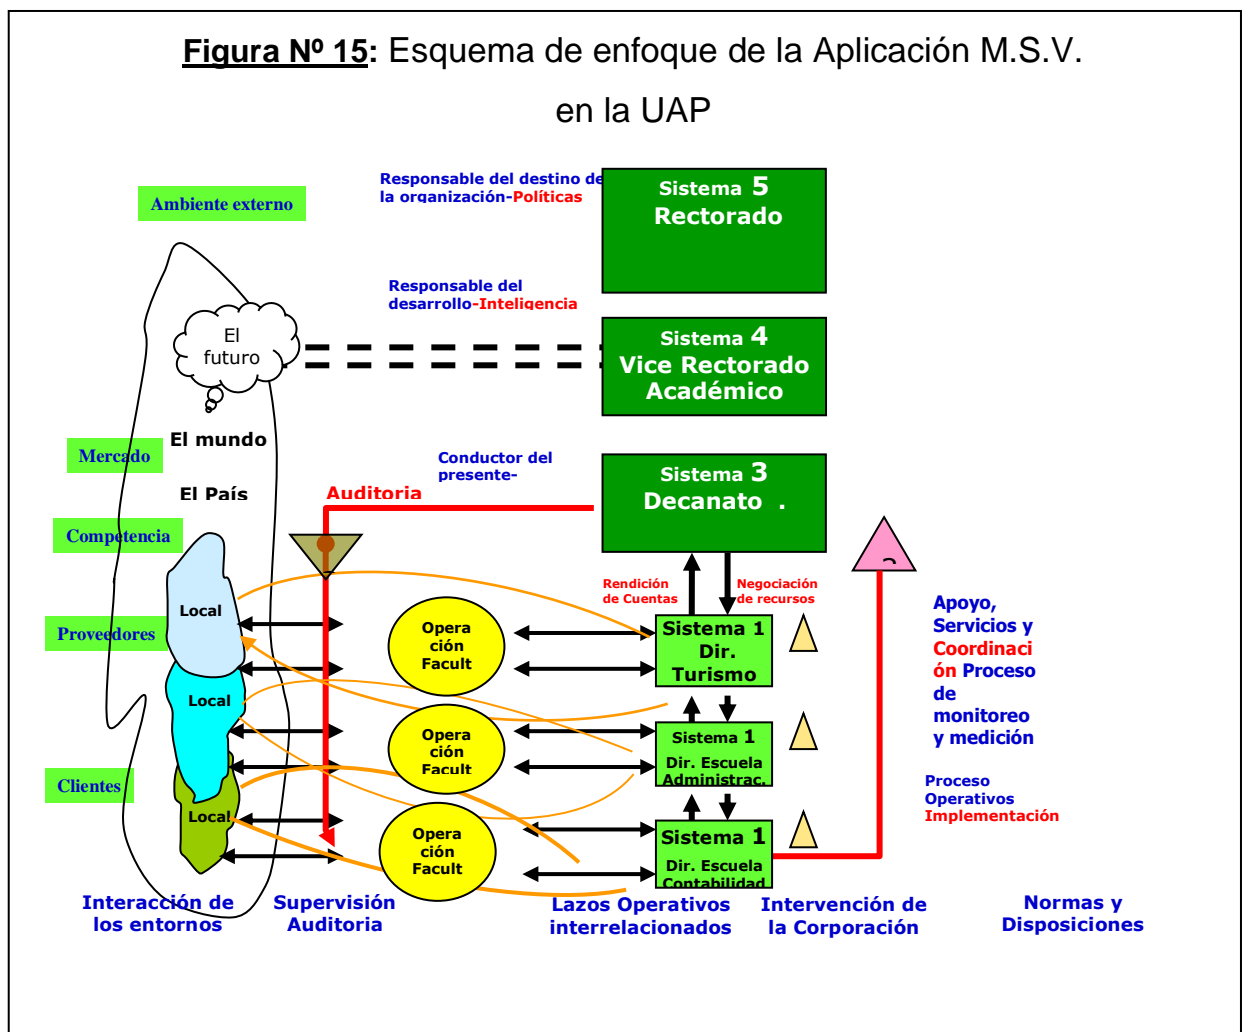 Figura Nº 15: Esquema de enfoque de la Aplicación M.S.V.
en la UAP
Ambiente externo
Responsable del destino de
la organización-Políticas
Sistema 5
Rectorado
Responsable del
desarrollo-Inteligencia
El
futuro
Sistema 4
Vice Rectorado
Académico
El mundo
Mercado
Conductor del
presente-
Sistema 3
Decanato .
El País
Auditoria
Competencia
Rendición
de Cuentas
Negociación
de recursos
Local
Proveedores
Opera
ción
Facult
Sistema 1
Dir.
Turismo
Apoyo,
Servicios y
Coordinaci
ón Proceso
de
monitoreo
y medición
Local
Opera
ción
Facult
Sistema 1
Dir. Escuela
Administrac.
Clientes
Local
Opera
ción
Facult
Sistema 1
Dir. Escuela
Contabilidad
Proceso
Operativos
Implementación
Interacción de
los entornos
Supervisión
Auditoria
Lazos Operativos
interrelacionados
Intervención de
la Corporación
Normas y
Disposiciones